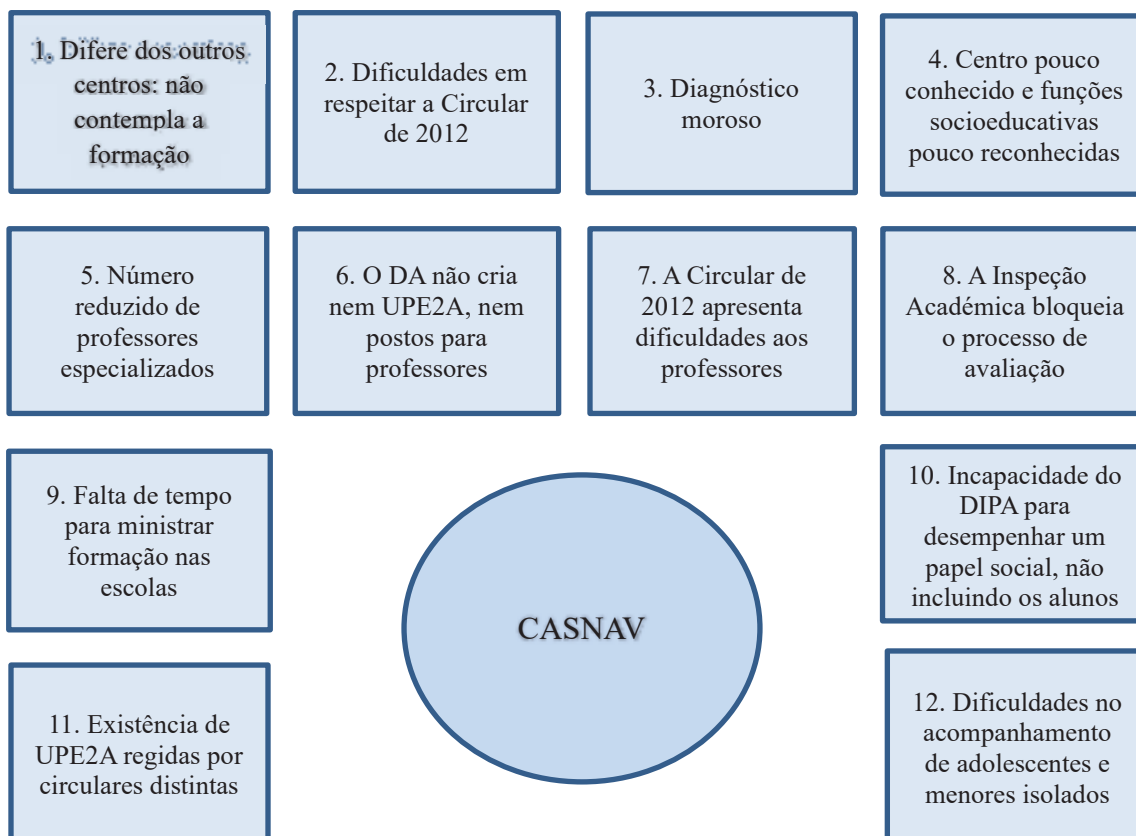 1. Difere dos outros
centros: não
contempla a
formação
2. Dificuldades em
respeitar a Circular
de 2012
3. Diagnóstico
moroso
4. Centro pouco
conhecido e funções
socioeducativas
pouco reconhecidas
5. Número
reduzido de
professores
especializados
6. O DA não cria
nem UPE2A, nem
postos para
professores
7. A Circular de
2012 apresenta
dificuldades aos
professores
8. A Inspeção
Académica bloqueia
o processo de
avaliação
9. Falta de tempo
para ministrar
formação nas
escolas
10. Incapacidade do
DIPA para
desempenhar um
papel social, não
incluindo os alunos
CASNAV
11. Existência de
UPE2A regidas por
circulares distintas
12. Dificuldades no
acompanhamento
de adolescentes e
menores isolados